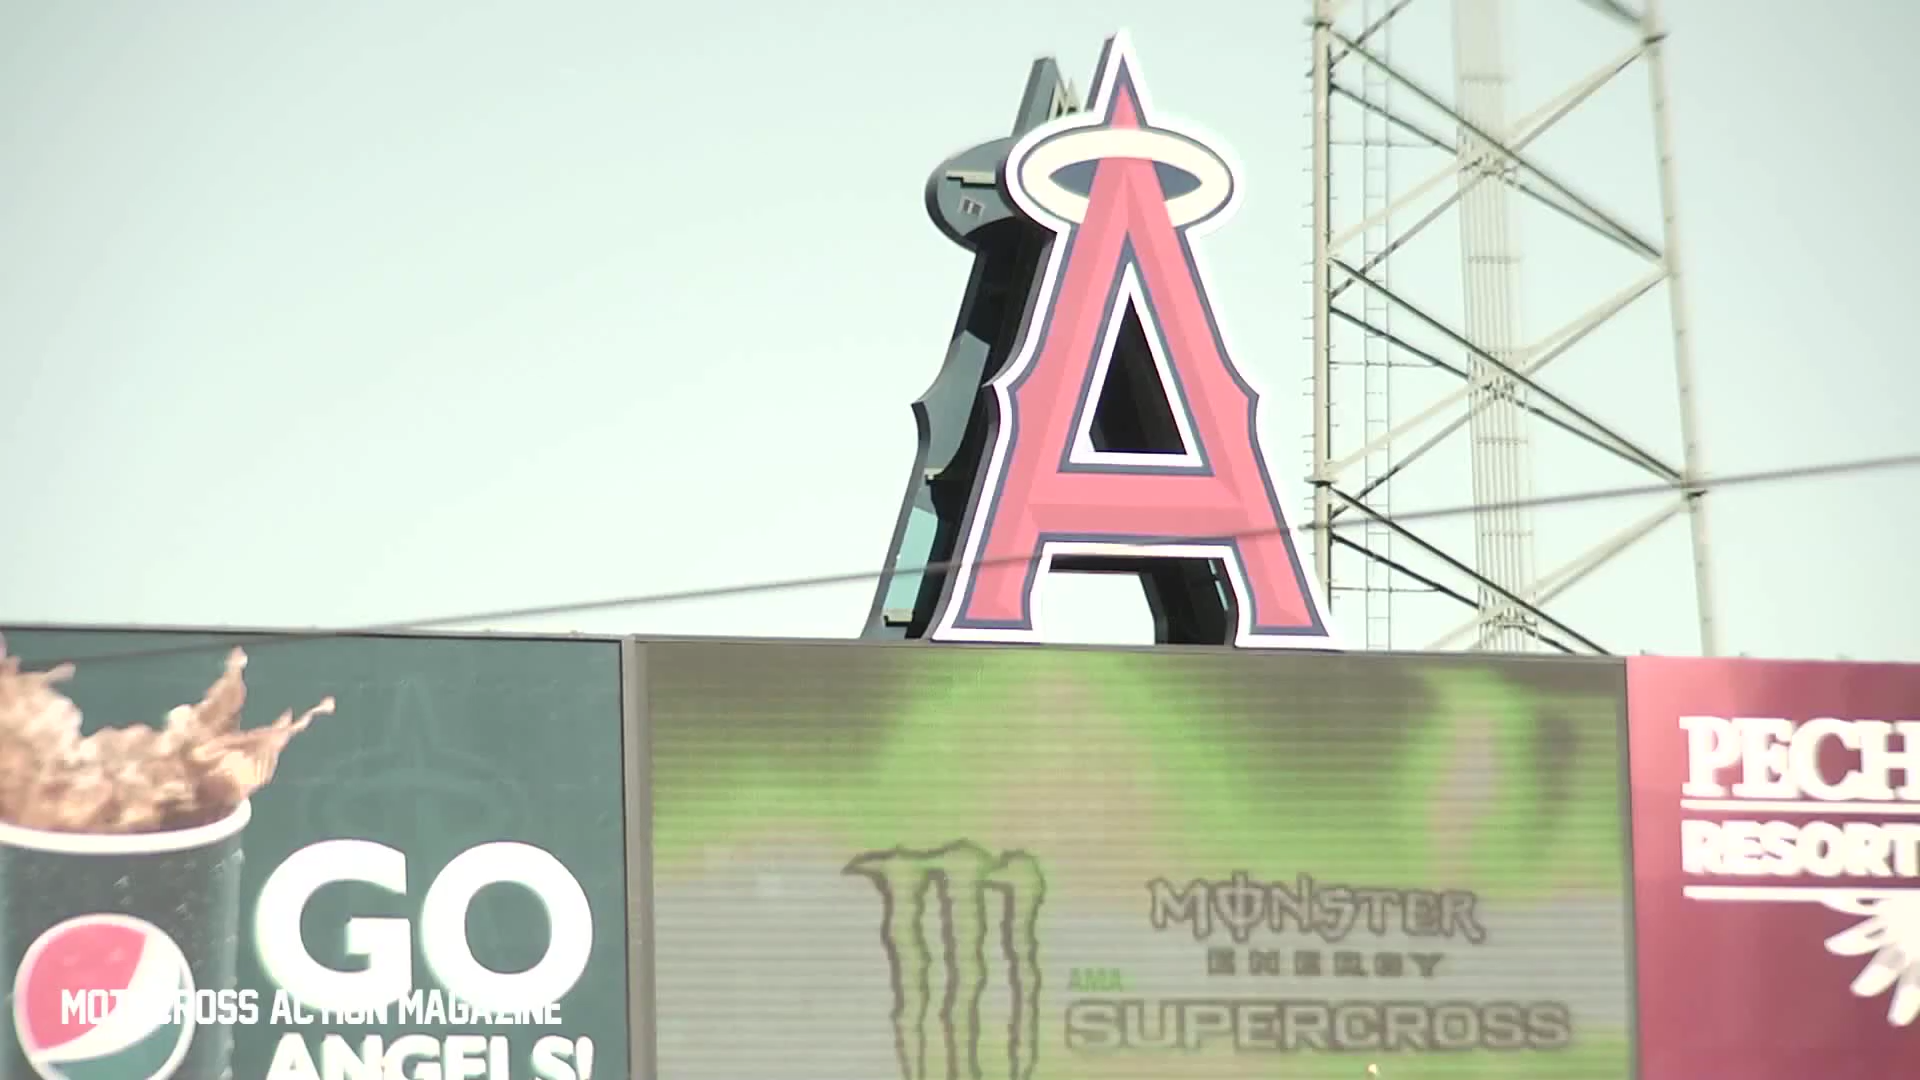 A
GO
ANGELS!
MOTOCROSS ACTION MAGAZINE
MONSTER
ENERGY
AMA
SUPERCROSS
PECH
RESORT